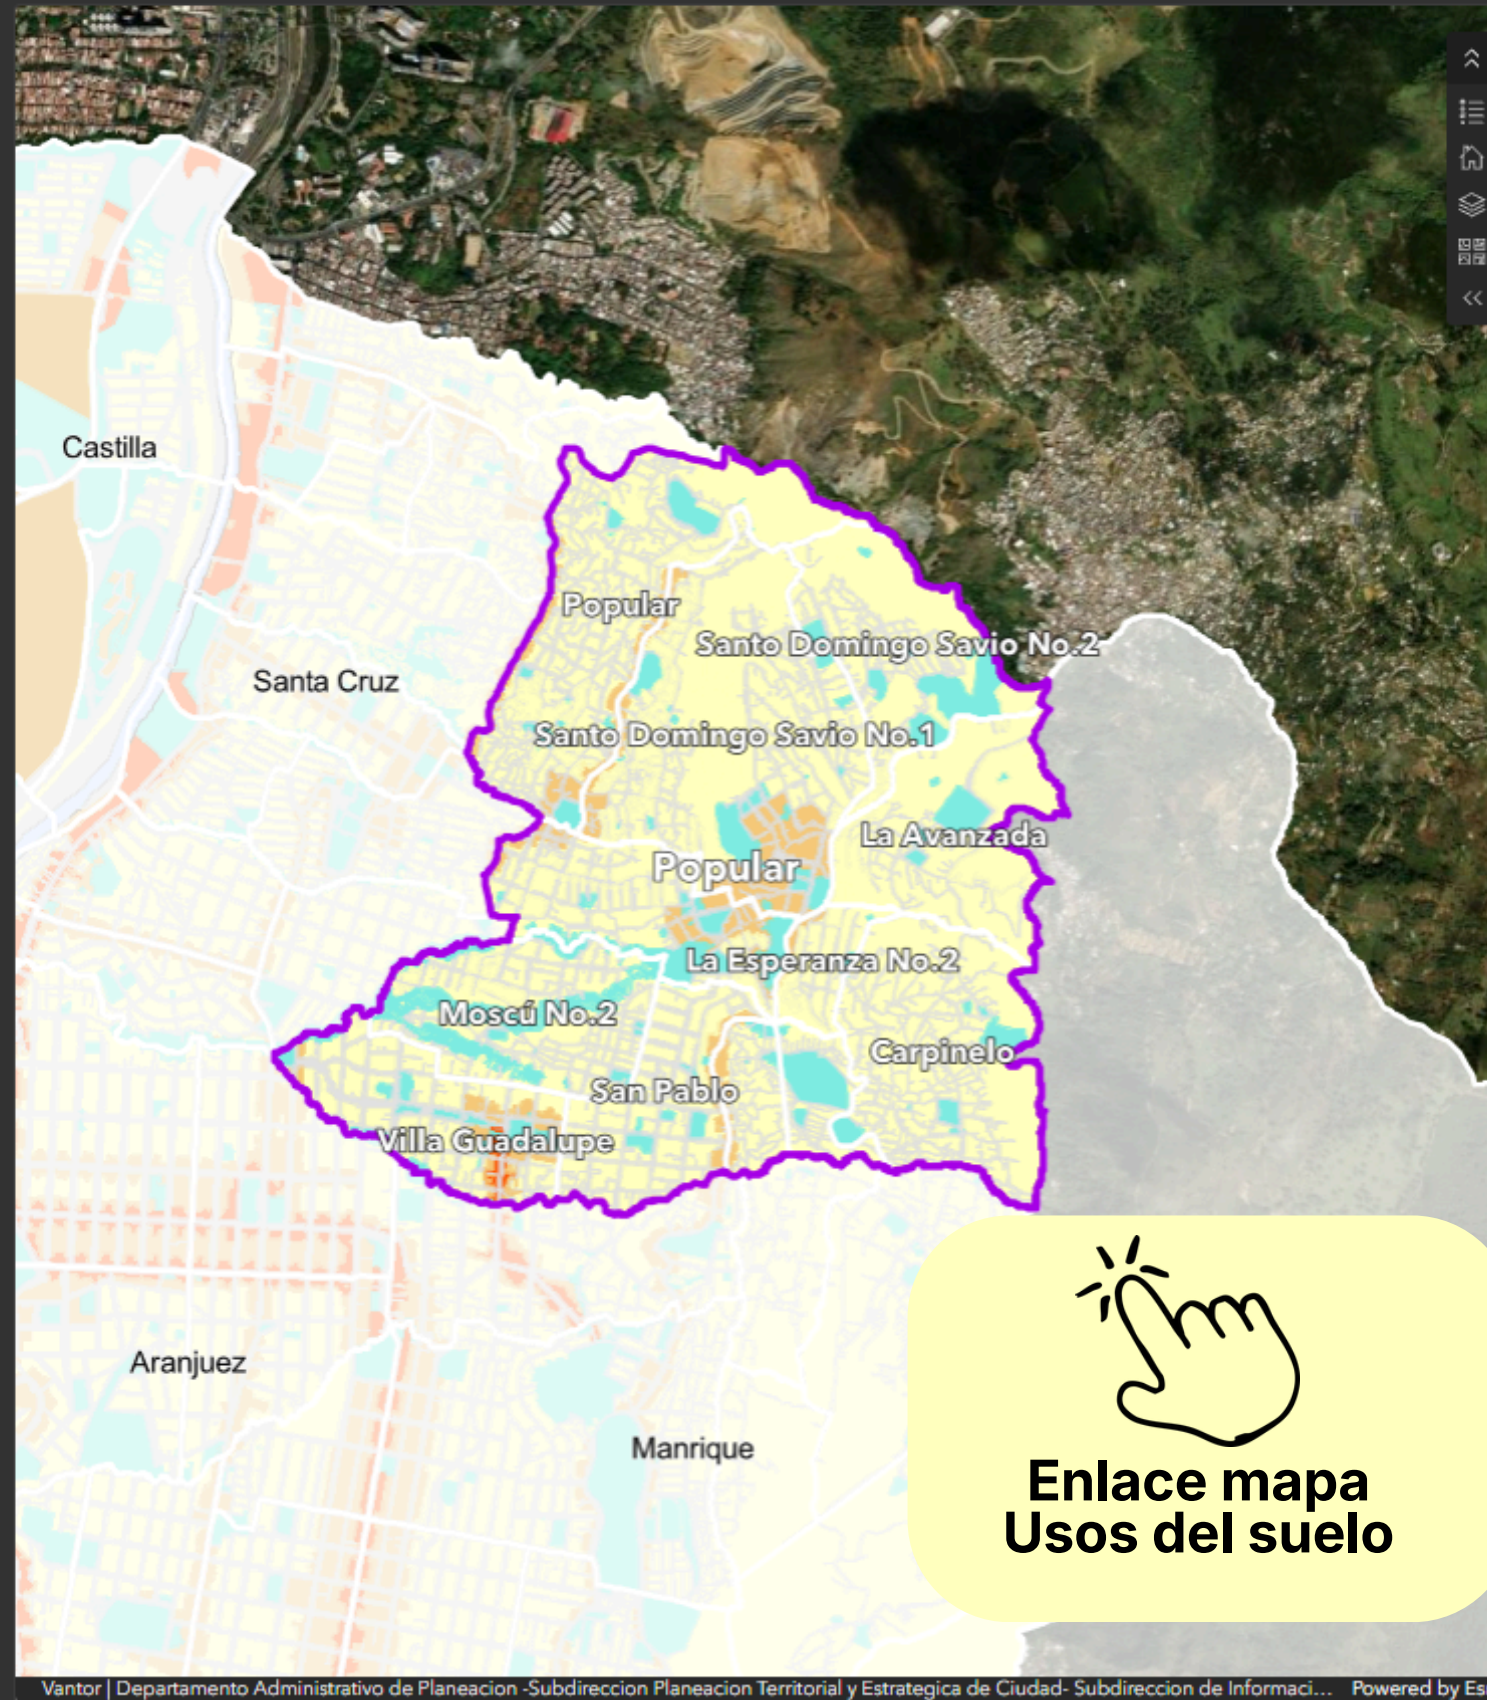 Castilla
Popular
Santo Domingo Savio No.2
Santa Cruz
Santo Domingo Savio No.1
La Avanzada
Popular
La Esperanza No.2
Moscú No.2
Carpinelo
San Pablo
Villa Guadalupe
Aranjuez
Manrique
Enlace mapa
Usos del suelo
Vantor | Departamento Administrativo de Planeacion -Subdireccion Planeacion Territorial y Estrategica de Ciudad- Subdireccion de Informaci... Powered by Es